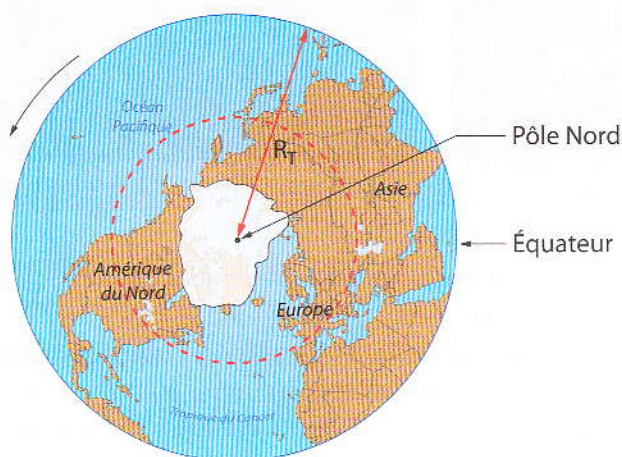 Océan
Pacifique
R_T
Pôle Nord
Asie
Équateur
Amérique
du Nord
Europe
Tropique du Cancer